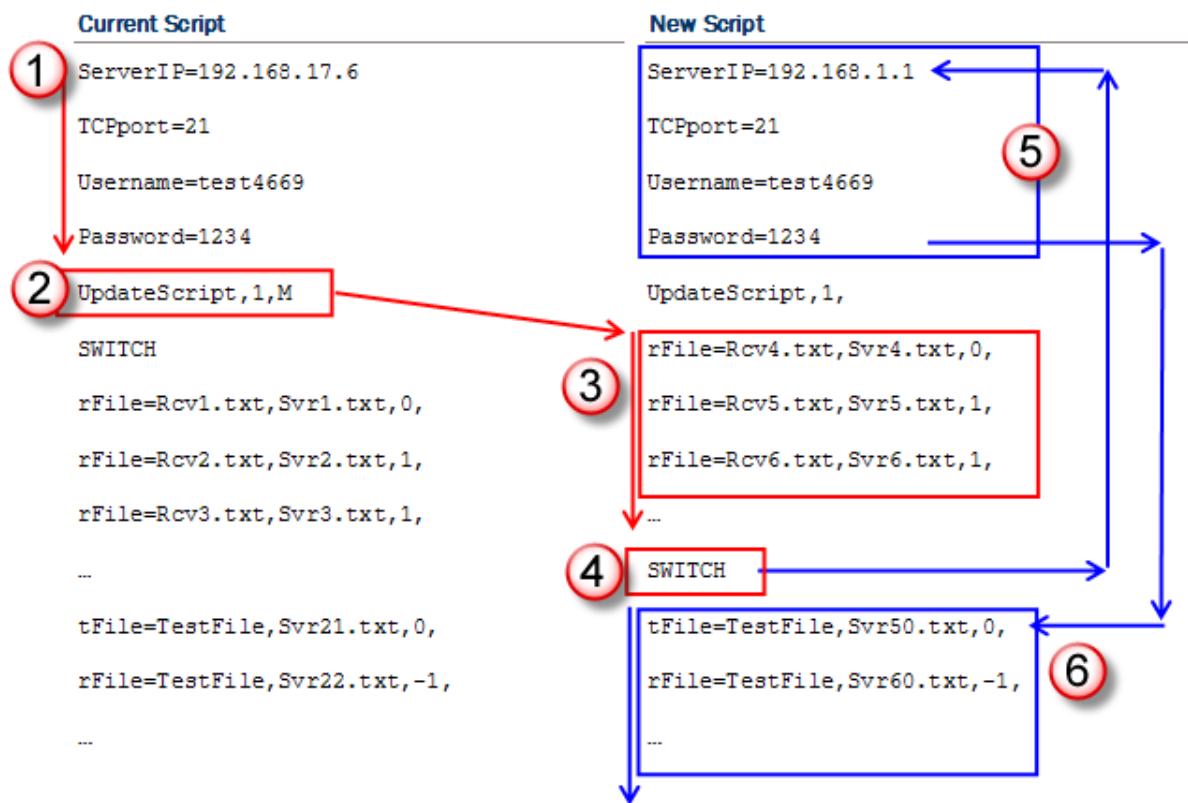 Current Script
New Script
1
ServerIP=192.168.17.6
ServerIP=192.168.1.1
TCPport=21
TCPport=21
5
Username=test4669
Username=test4669
Password=1234
Password=1234
2
UpdateScript,1,M
UpdateScript,1,
SWITCH
rFile=Rcv4.txt,Svr4.txt,0,
3
rFile=Rcv1.txt,Svr1.txt,0,
rFile=Rcv5.txt,Svr5.txt,1,
rFile=Rcv2.txt,Svr2.txt,1,
rFile=Rcv6.txt,Svr6.txt,1,
rFile=Rcv3.txt,Svr3.txt,1,
…
…
4
SWITCH
tFile=TestFile,Svr21.txt,0,
tFile=TestFile,Svr50.txt,0,
rFile=TestFile,Svr22.txt,-1,
rFile=TestFile,Svr60.txt,-1,
6
…
…